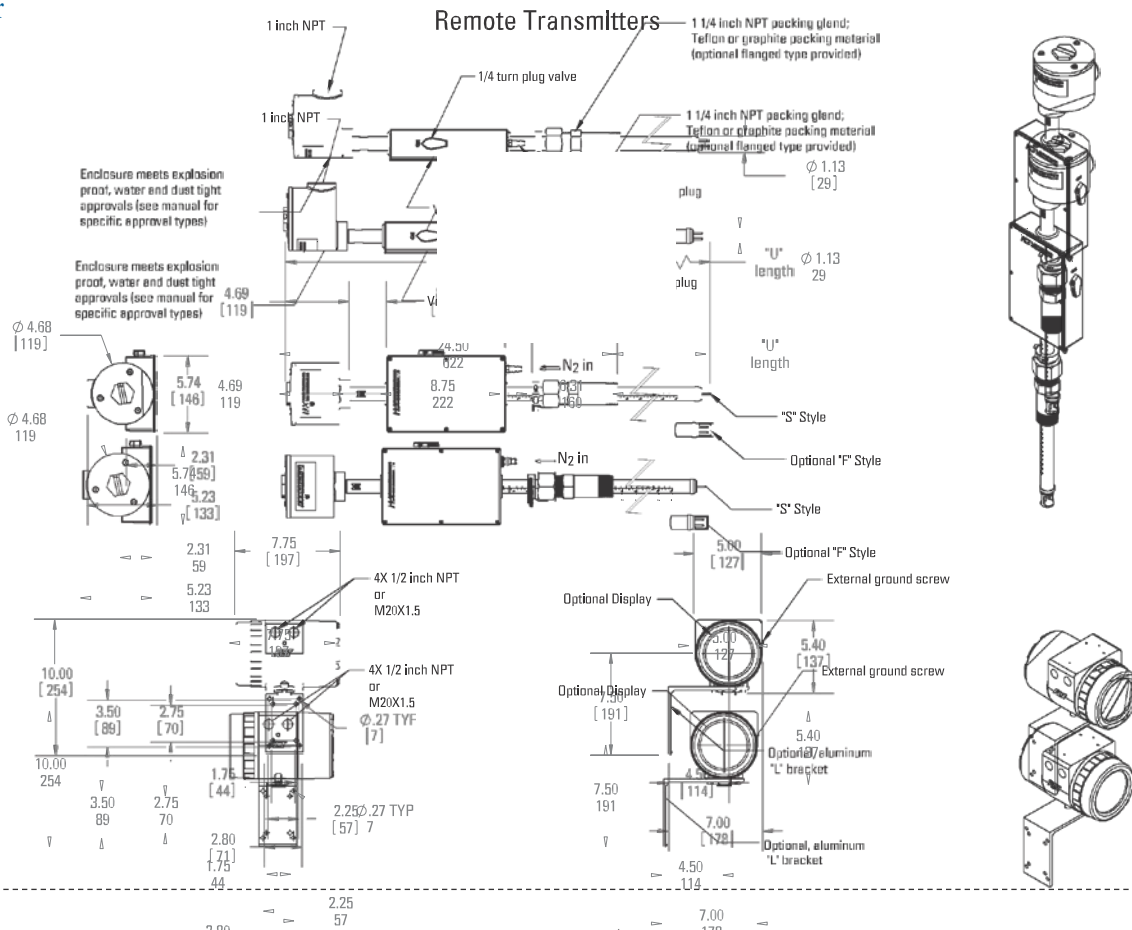 Remote Transmitters
1 inch NPT
1 1/4 inch NPT packing gland;
Teflon or graphite packing material
(optional flanged type provided)
1/4 turn plug valve
1 inch NPT
1 1/4 inch NPT packing gland;
Teflon or graphite packing material
(optional flanged type provided)
Ø 1.13
[29]
Enclosure meets explosion
proof, water and dust tight
approvals (see manual for
specific approval types)
plug
"U"
length
Ø 1.13
29
Enclosure meets explosion
proof, water and dust tight
approvals (see manual for
specific approval types)
4.69
[119]
plug
Ø 4.68
[119]
"U"
length
24.50
622
N2 in
5.74
[146]
4.69
119
8.75
222
6.31
160
"S" Style
Ø 4.68
119
Optional "F" Style
N2 in
2.31
[59]
5.74
146
5.23
[133]
"S" Style
2.31
59
7.75
[197]
5.00
[127]
Optional "F" Style
4X 1/2 inch NPT
or
M20X1.5
External ground screw
5.23
133
Optional Display
7.75
5.00
127
5.40
[137]
10.00
[254]
4X 1/2 inch NPT
or
M20X1.5
External ground screw
Optional Display
7.50
[191]
3.50
[89]
2.75
[70]
Ø.27 TYP
[7]
5.40
Optional, aluminum
"L" bracket
10.00
254
1.75
[44]
4.50
[114]
3.50
89
2.75
70
2.25
[57]
Ø.27 TYP
7
7.50
191
7.00
[178]
2.80
[71]
Optional, aluminum
"L" bracket
1.75
44
4.50
114
2.25
57
7.00